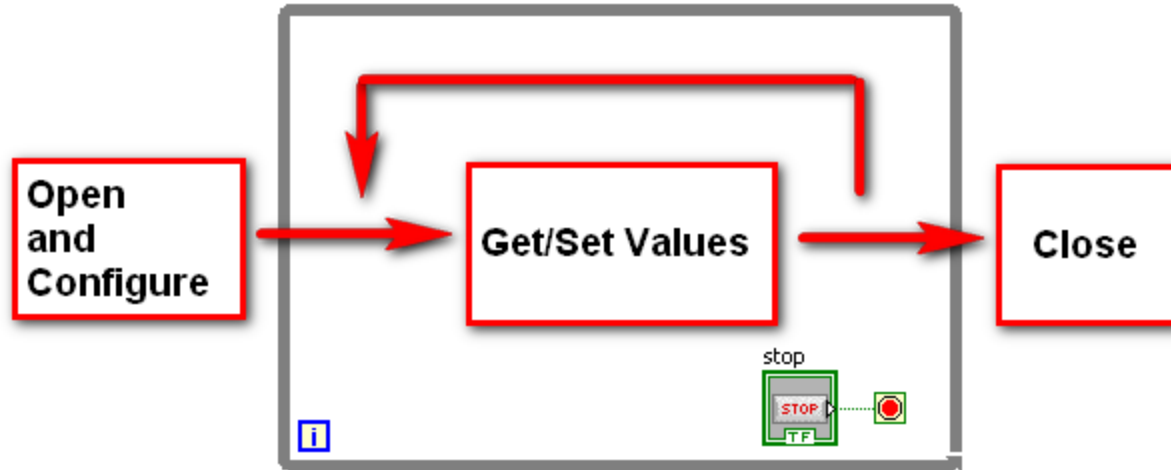 Open
and
Configure
Get/Set Values
Close
stop
STOP
TF
i